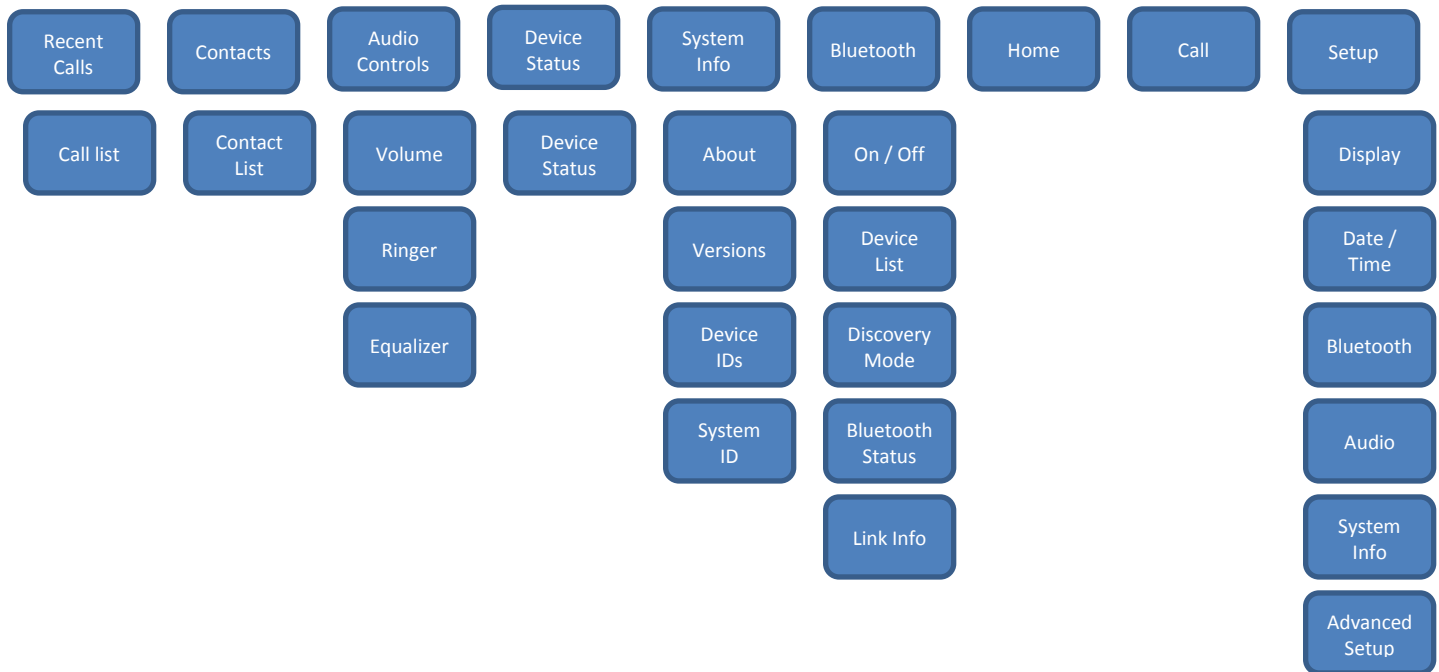 Recent
Calls
Contacts
Audio
Controls
Device
Status
System
Info
Bluetooth
Home
Call
Setup
Call list
Contact
List
Volume
Device
Status
About
On / Off
Display
Ringer
Versions
Device
List
Date /
Time
Equalizer
Device
IDs
Discovery
Mode
Bluetooth
System
ID
Bluetooth
Status
Audio
Link Info
System
Info
Advanced
Setup